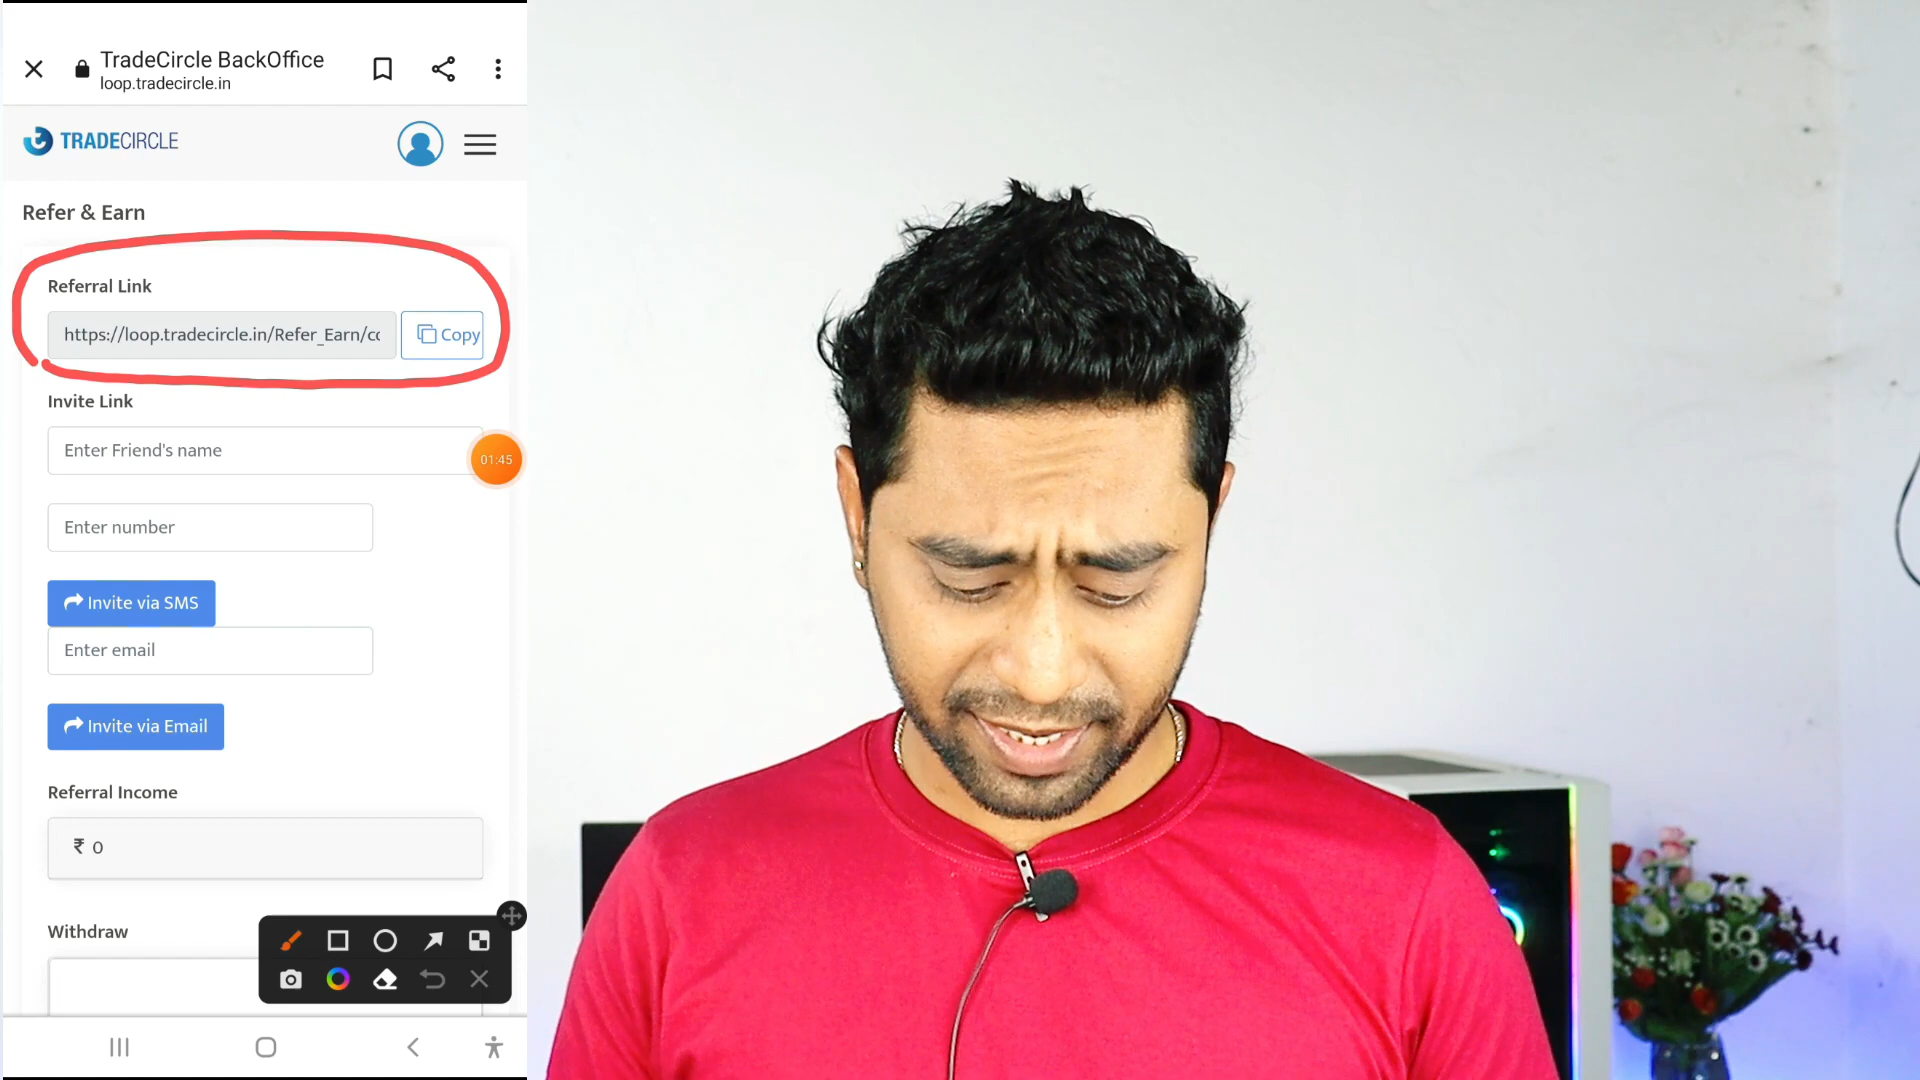 TradeCircle BackOffice
loop.tradecircle.in
TRADECIRCLE
Refer & Earn
Referral Link
https://loop.tradecircle.in/Refer_Earn/cc
Copy
Invite Link
Enter Friend's name
01:45
Enter number
Invite via SMS
Enter email
Invite via Email
Referral Income
₹ 0
Withdraw